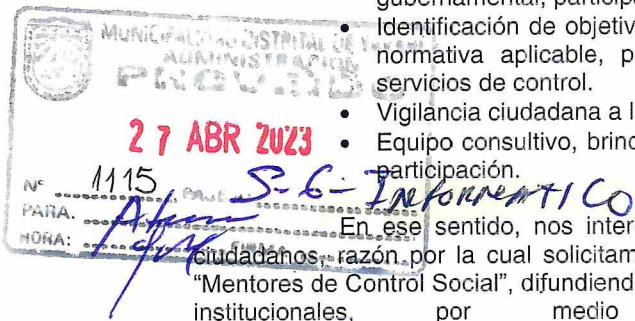 gubernamental, particip
• Identificación de objetiv
normativa aplicable, p
servicios de control.
• Vigilancia ciudadana a l
• Equipo consultivo, brind
participación.
MUNICIPALIDAD DISTRITAL DE
ADMINISTRACIÓN
27 ABR 2023
N° 1115
S-G- INFORMATICO
PARA:
HORA:
En ese sentido, nos inter
ciudadanos, razón por la cual solicitam
"Mentores de Control Social", difundiend
institucionales, por medio